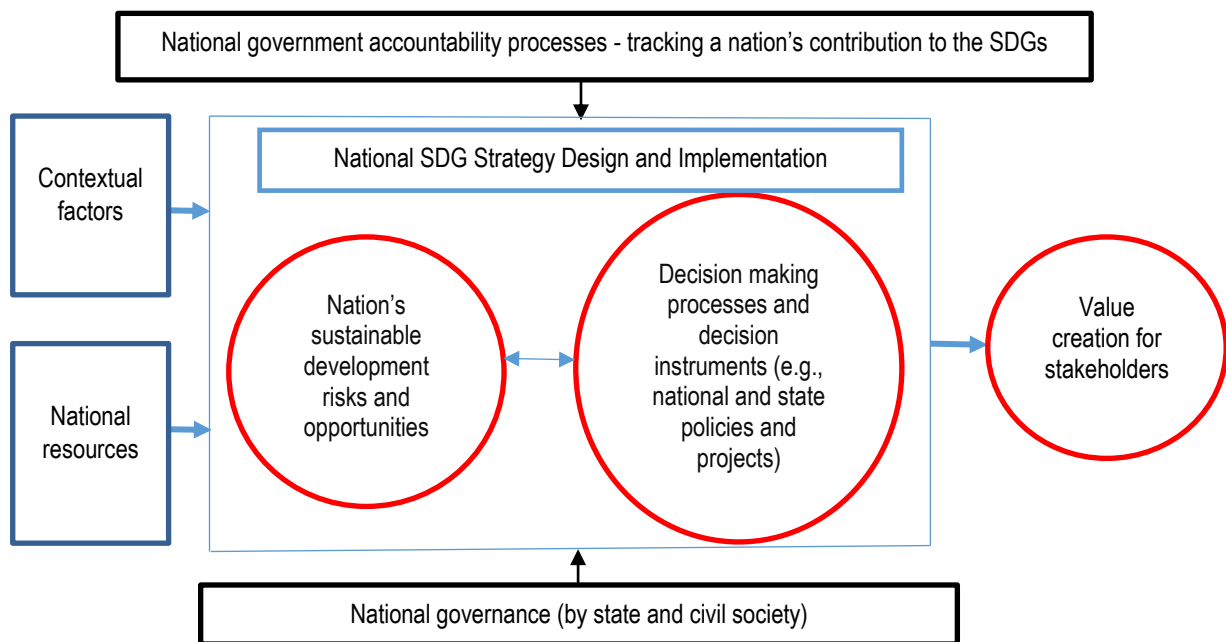 National government accountability processes - tracking a nation’s contribution to the SDGs
National SDG Strategy Design and Implementation
Contextual
factors
National
resources
Nation’s
sustainable
development
risks and
opportunities
Decision making
processes and
decision
instruments (e.g.,
national and state
policies and
projects)
Value
creation for
stakeholders
National governance (by state and civil society)